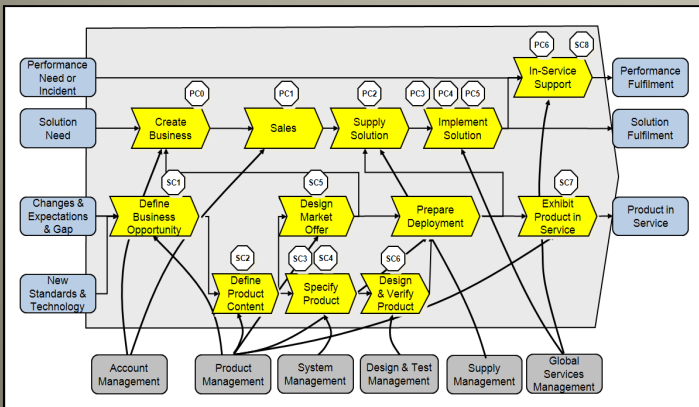 PC6
SC8
Performance
Need or
Incident
In-Service
Support
Performance
Fulfilment
PC0
PC1
PC2
PC3
PC4
PC5
Solution
Need
Create
Business
Sales
Supply
Solution
Implement
Solution
Solution
Fulfilment
SC1
SC5
SC7
Changes &
Expectations
& Gap
Define
Business
Opportunity
Design
Market
Offer
Prepare
Deployment
Exhibit
Product in
Service
Product in
Service
SC2
SC3
SC4
SC6
New
Standards &
Technology
Define
Product
Content
Specify
Product
Design
& Verify
Product
Account
Management
Product
Management
System
Management
Design & Test
Management
Supply
Management
Global
Services
Management